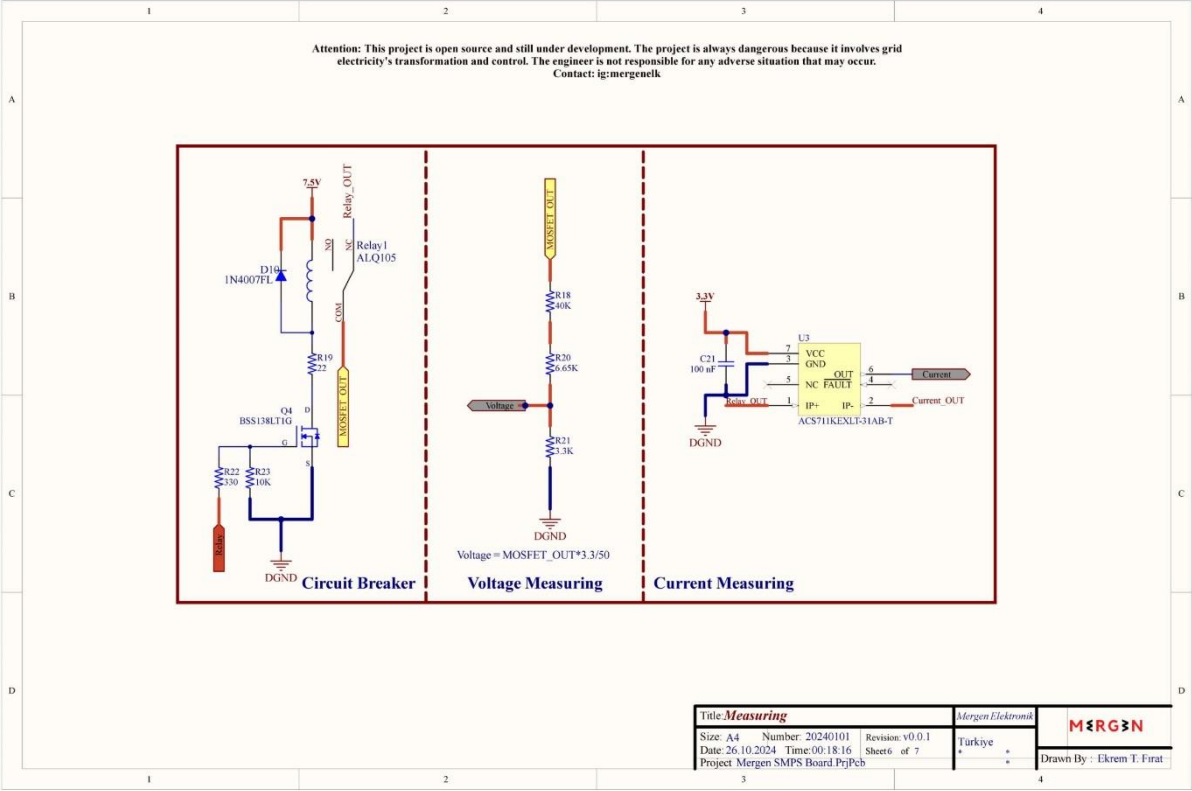 1 2 3 4
Attention: This project is open source and still under development. The project is always dangerous because it involves grid
electricity's transformation and control. The engineer is not responsible for any adverse situation that may occur.
Contact: ig:mergenelk
A A
B B
C C
D D
7.5V
Relay_OUT
NO
NC
Relay1
ALQ105
D10
1N4007FL
COM
R19
22
MOSFET_OUT
Q4
BSS138LT1G
D
G
S
R22
330
R23
10K
Relay
DGND
Circuit Breaker
MOSFET_OUT
R18
40K
R20
6.65K
Voltage
R21
3.3K
DGND
Voltage = MOSFET_OUT*3.3/50
Voltage Measuring
3.3V
C21
100 nF
U3
7 VCC
3 GND
OUT 6
Current
5 NC FAULT 4
Relay_OUT 1 IP+ IP- 2 Current_OUT
ACS711KEXLT-31AB-T
DGND
Current Measuring
Title: Measuring
Size: A4 Number: 20240101 Revision: v0.0.1
Date: 26.10.2024 Time: 00:18:16 Sheet6 of 7
Project Mergen SMPS Board.PrjPcb
Mergen Elektronik
Türkiye
* *
*
MERGEN
Drawn By : Ekrem T. Fırat
1 2 3 4